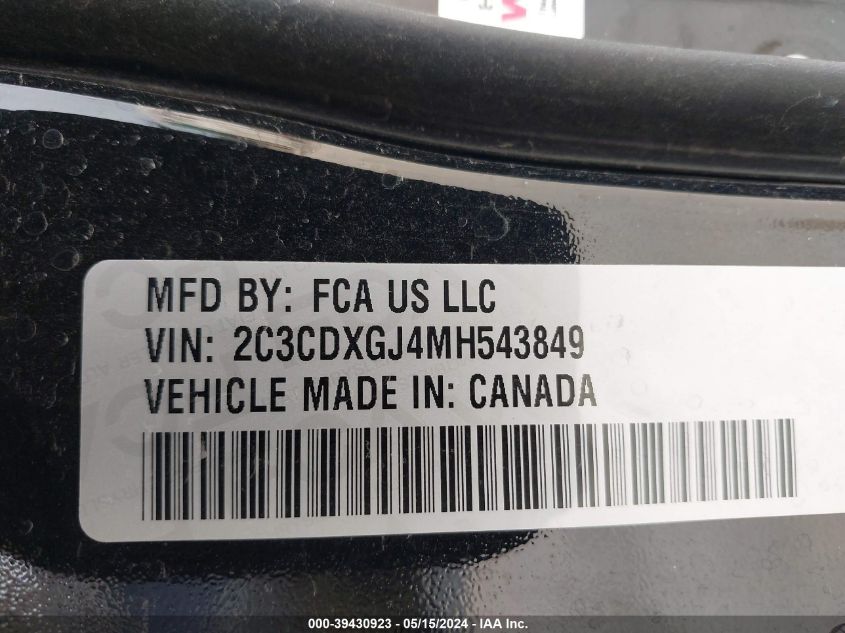 MFD BY: FCA US LLC
VIN: 2C3CDXGJ4MH543849
VEHICLE MADE IN: CANADA
000-39430923 - 05/15/2024 - IAA Inc.